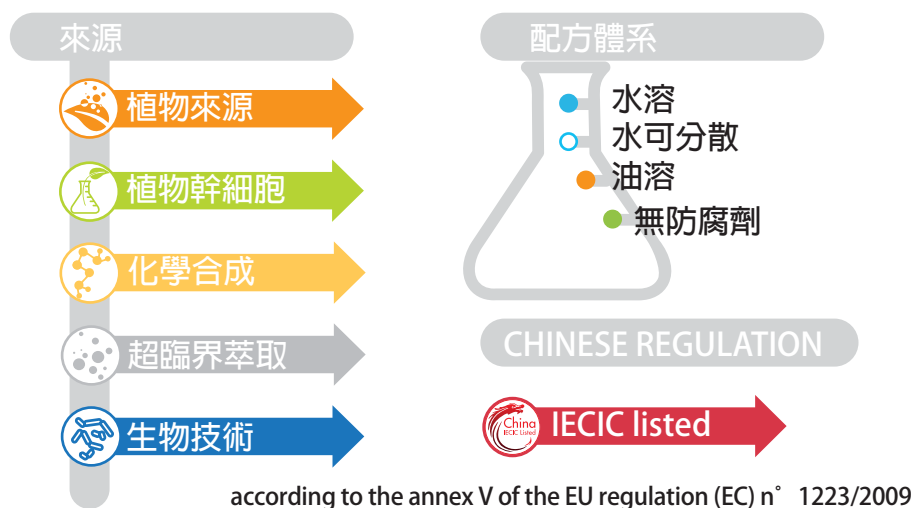 來源
植物來源
植物幹細胞
化學合成
超臨界萃取
生物技術
配方體系
水溶
水可分散
油溶
無防腐劑
CHINESE REGULATION
China
IECIC Listed
IECIC listed
according to the annex V of the EU regulation (EC) n° 1223/2009